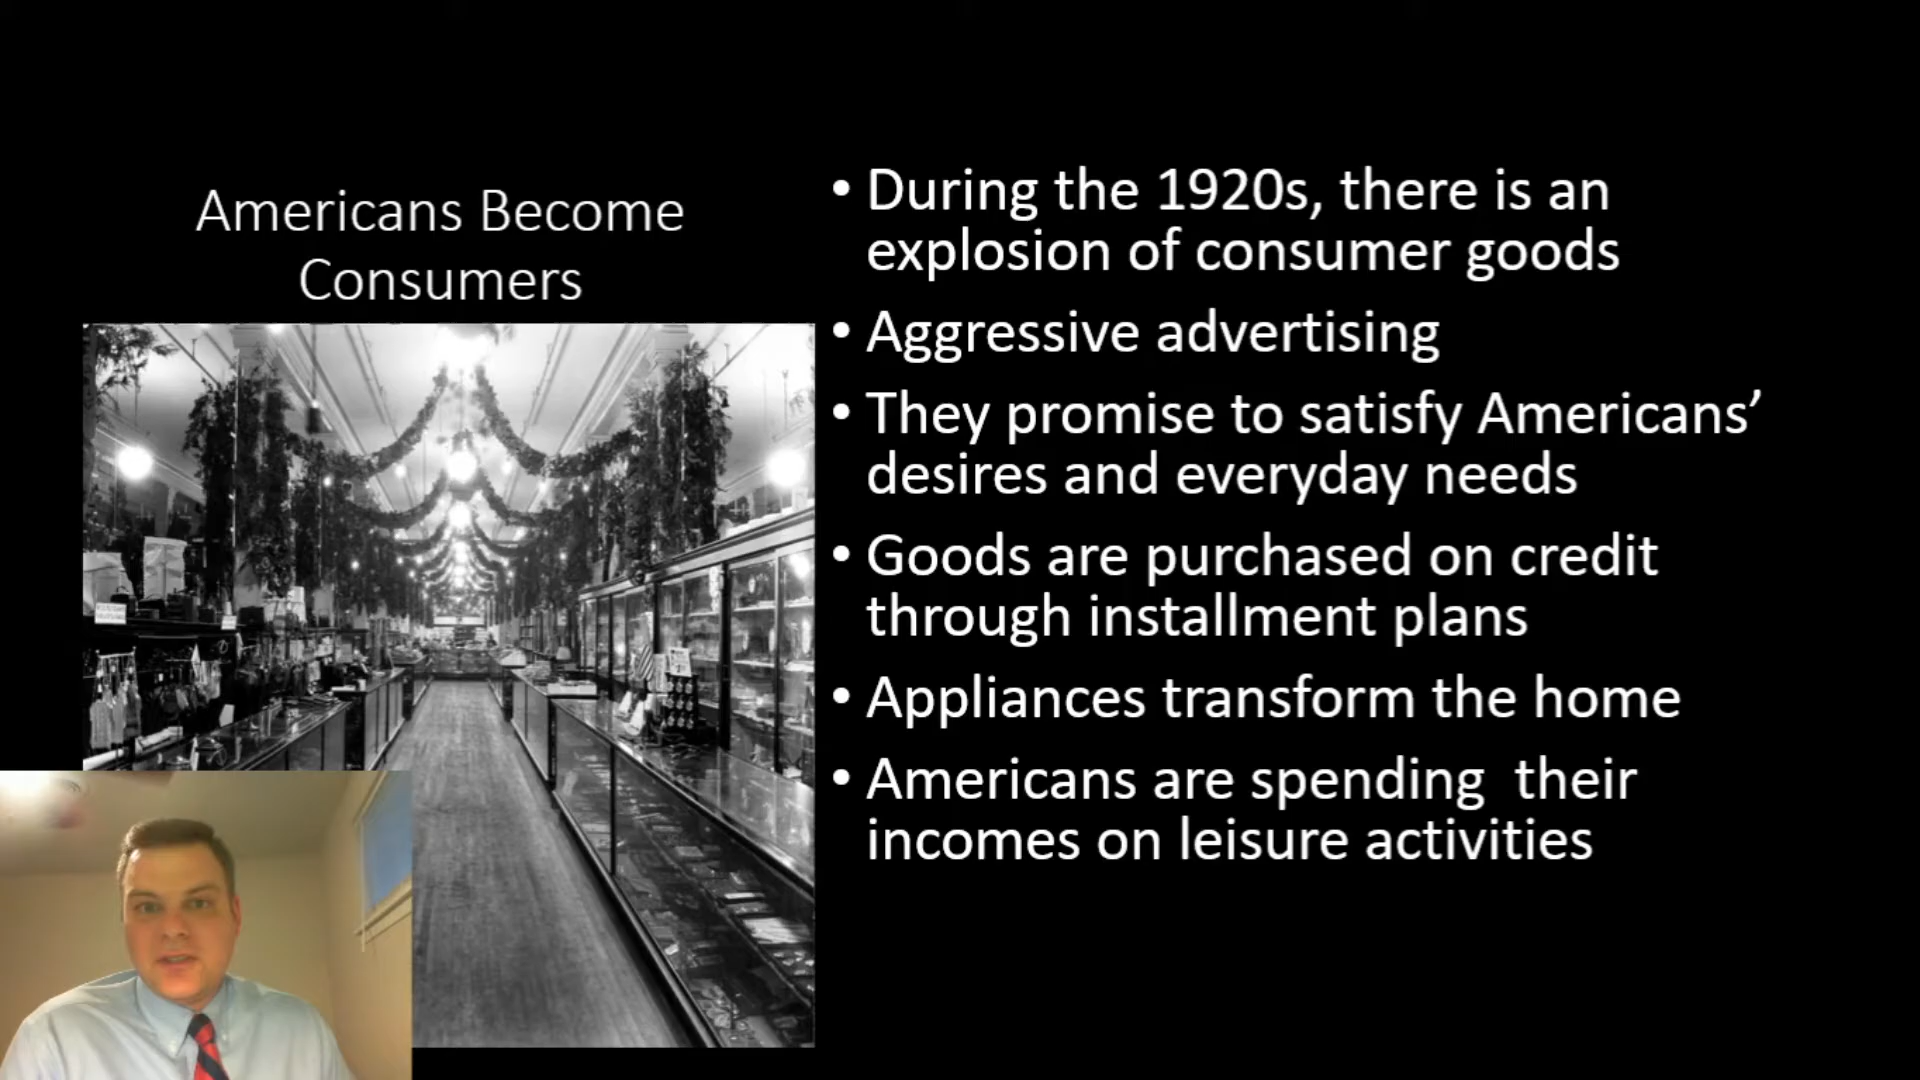 Americans Become
Consumers
• During the 1920s, there is an
explosion of consumer goods
• Aggressive advertising
• They promise to satisfy Americans’
desires and everyday needs
• Goods are purchased on credit
through installment plans
• Appliances transform the home
• Americans are spending  their
incomes on leisure activities